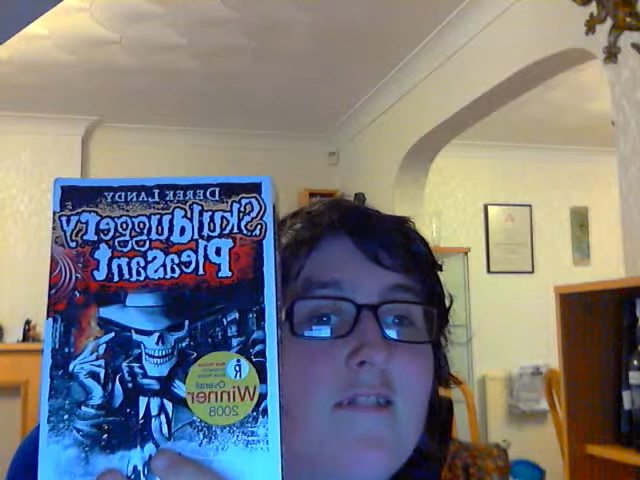 DEREK LANDY
Skulduggery
Pleasant
Overall
Winner
2008